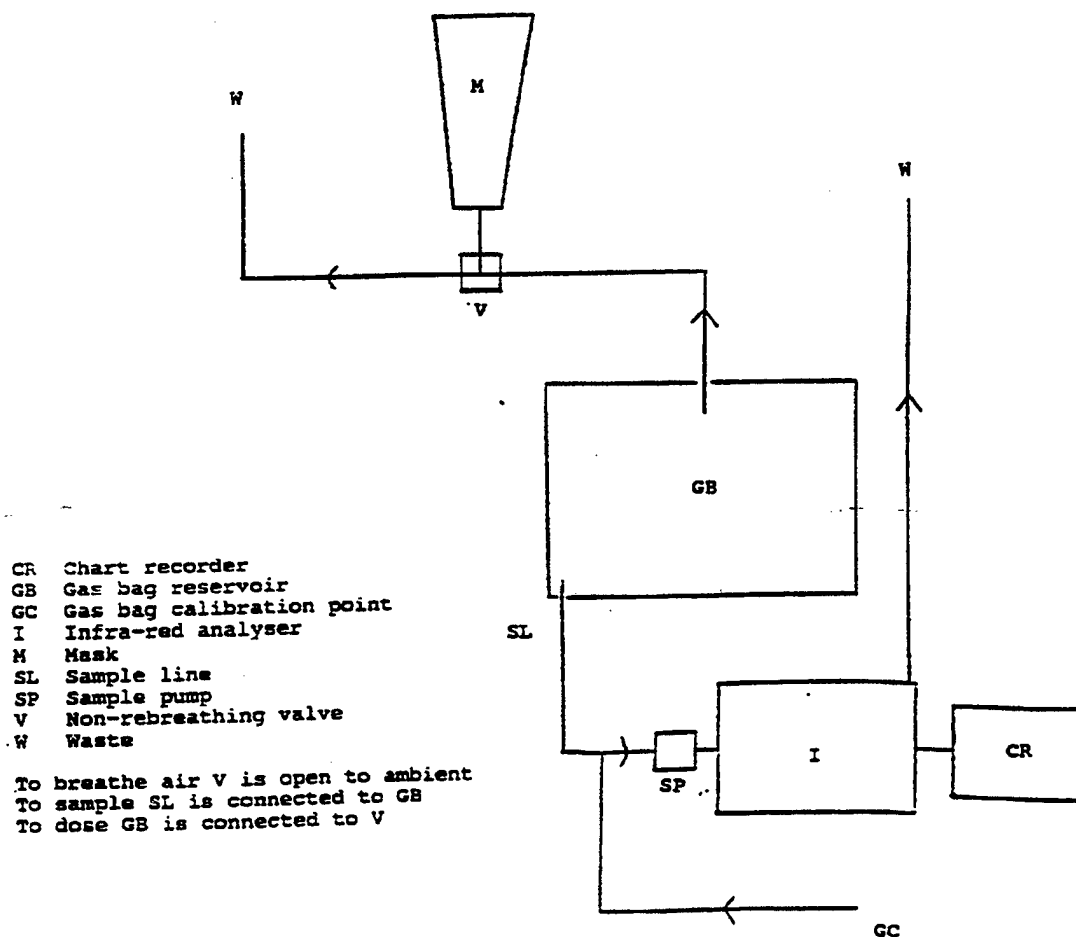 M
W
W
V
GB
CR Chart recorder
GB Gas bag reservoir
GC Gas bag calibration point
I Infra-red analyser
M Mask
SL Sample line
SP Sample pump
V Non-rebreathing valve
W Waste
SL
I
CR
SP
To breathe air V is open to ambient
To sample SL is connected to GB
To dose GB is connected to V
GC